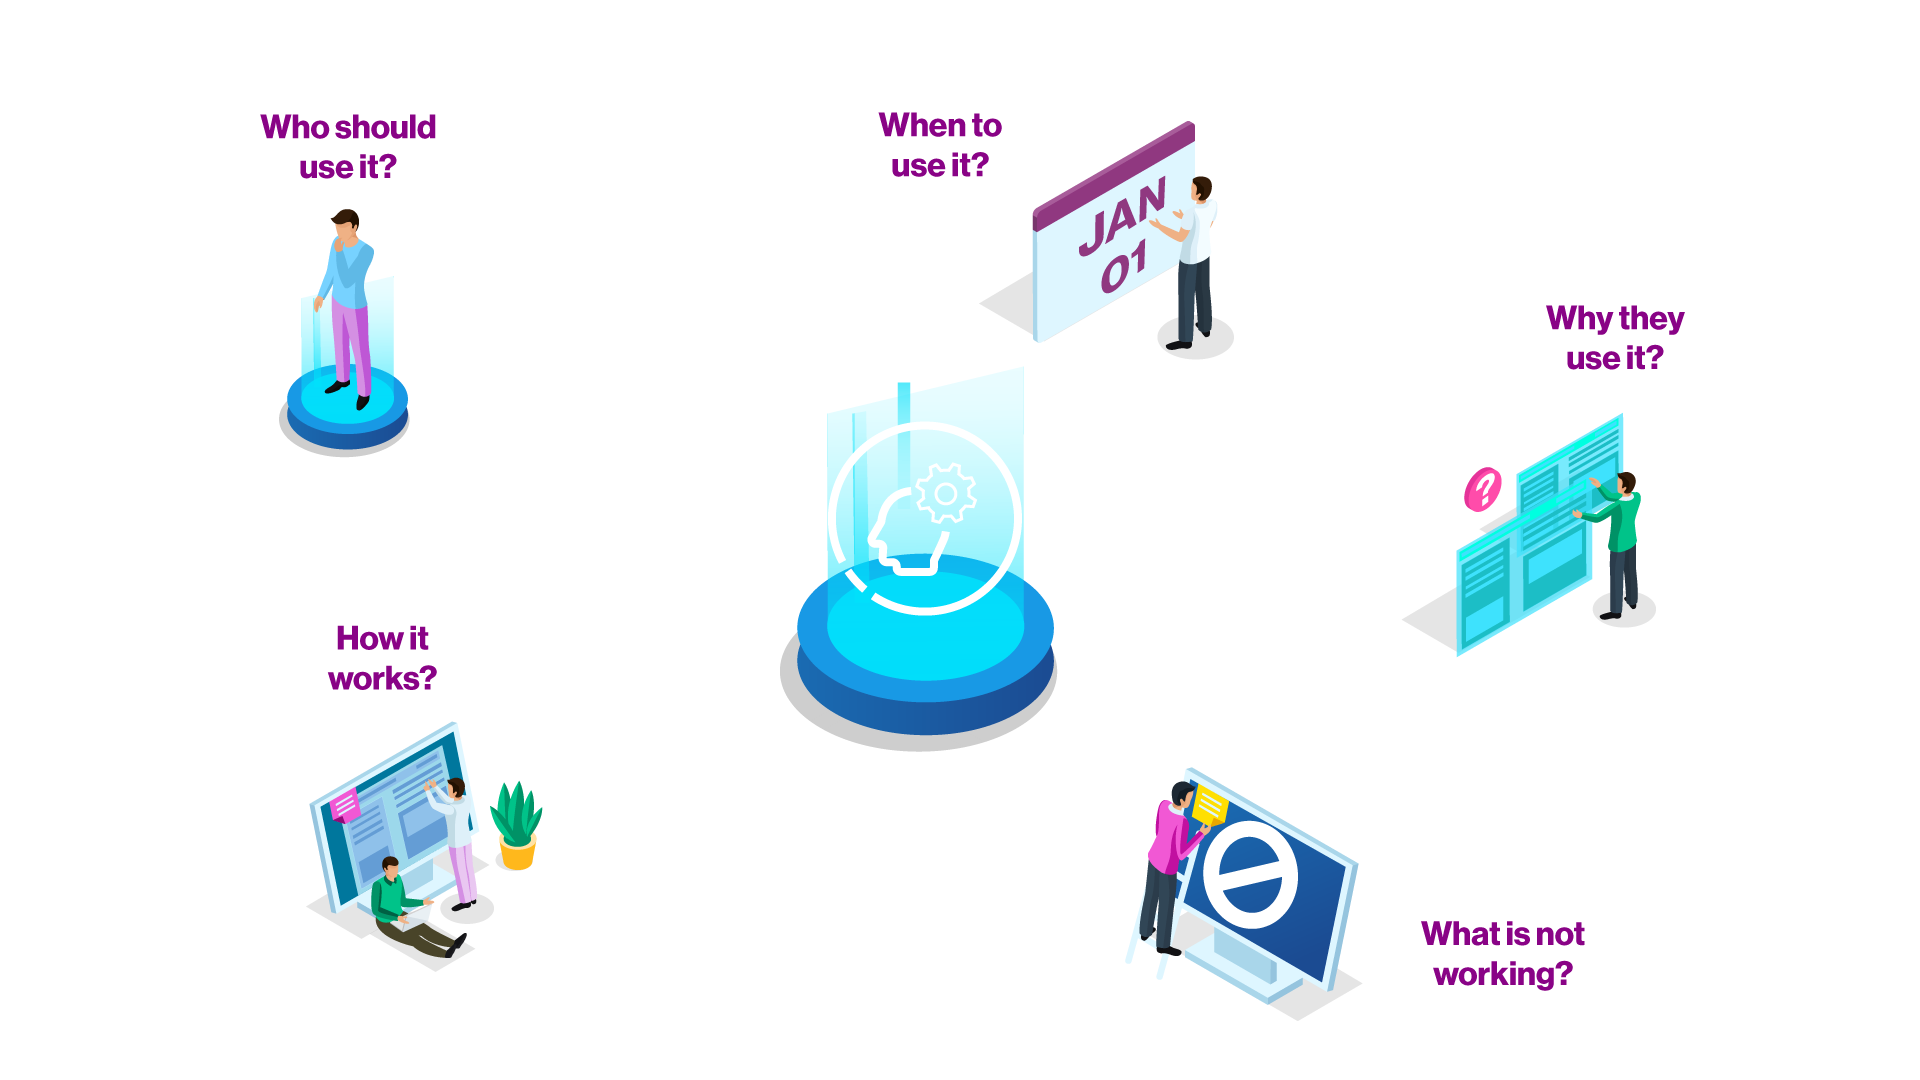 Who should
use it?
When to
use it?
JAN
01
Why they
use it?
?
How it
works?
What is not
working?